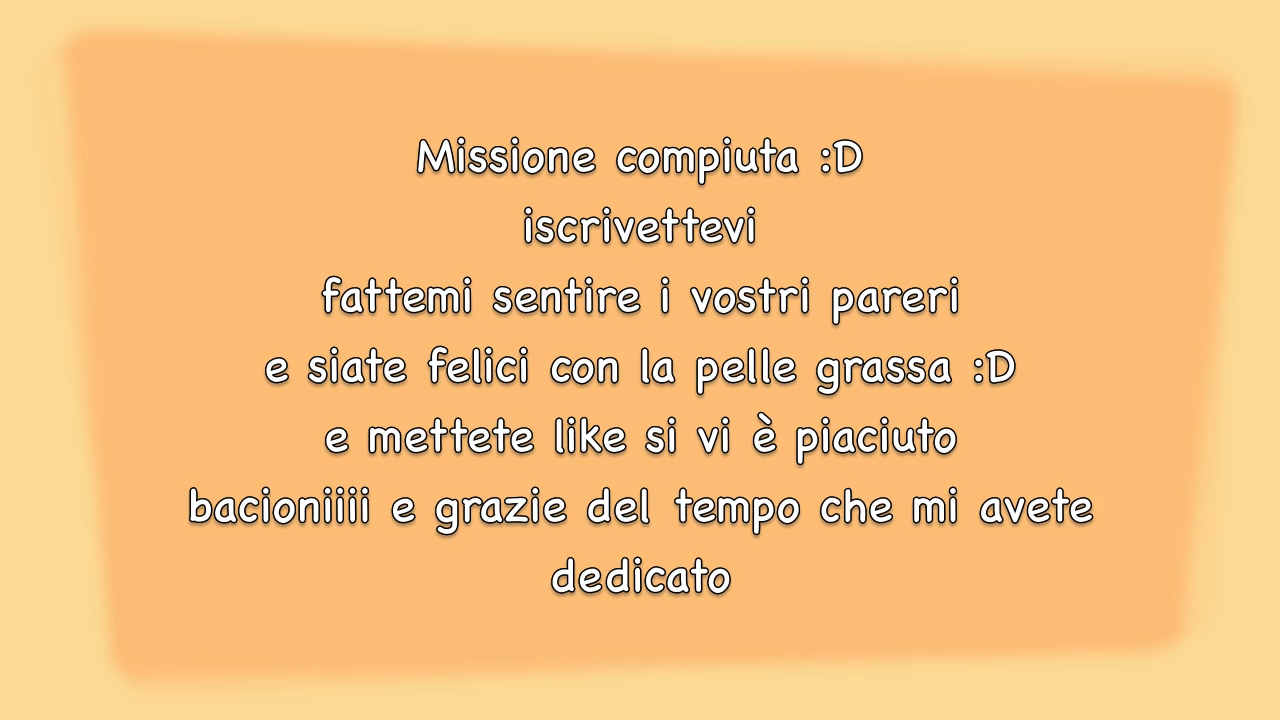 Missione compiuta :D
iscrivettevi
fattemi sentire i vostri pareri
e siate felici con la pelle grassa :D
e mettete like si vi è piaciuto
bacioniiii e grazie del tempo che mi avete
dedicato